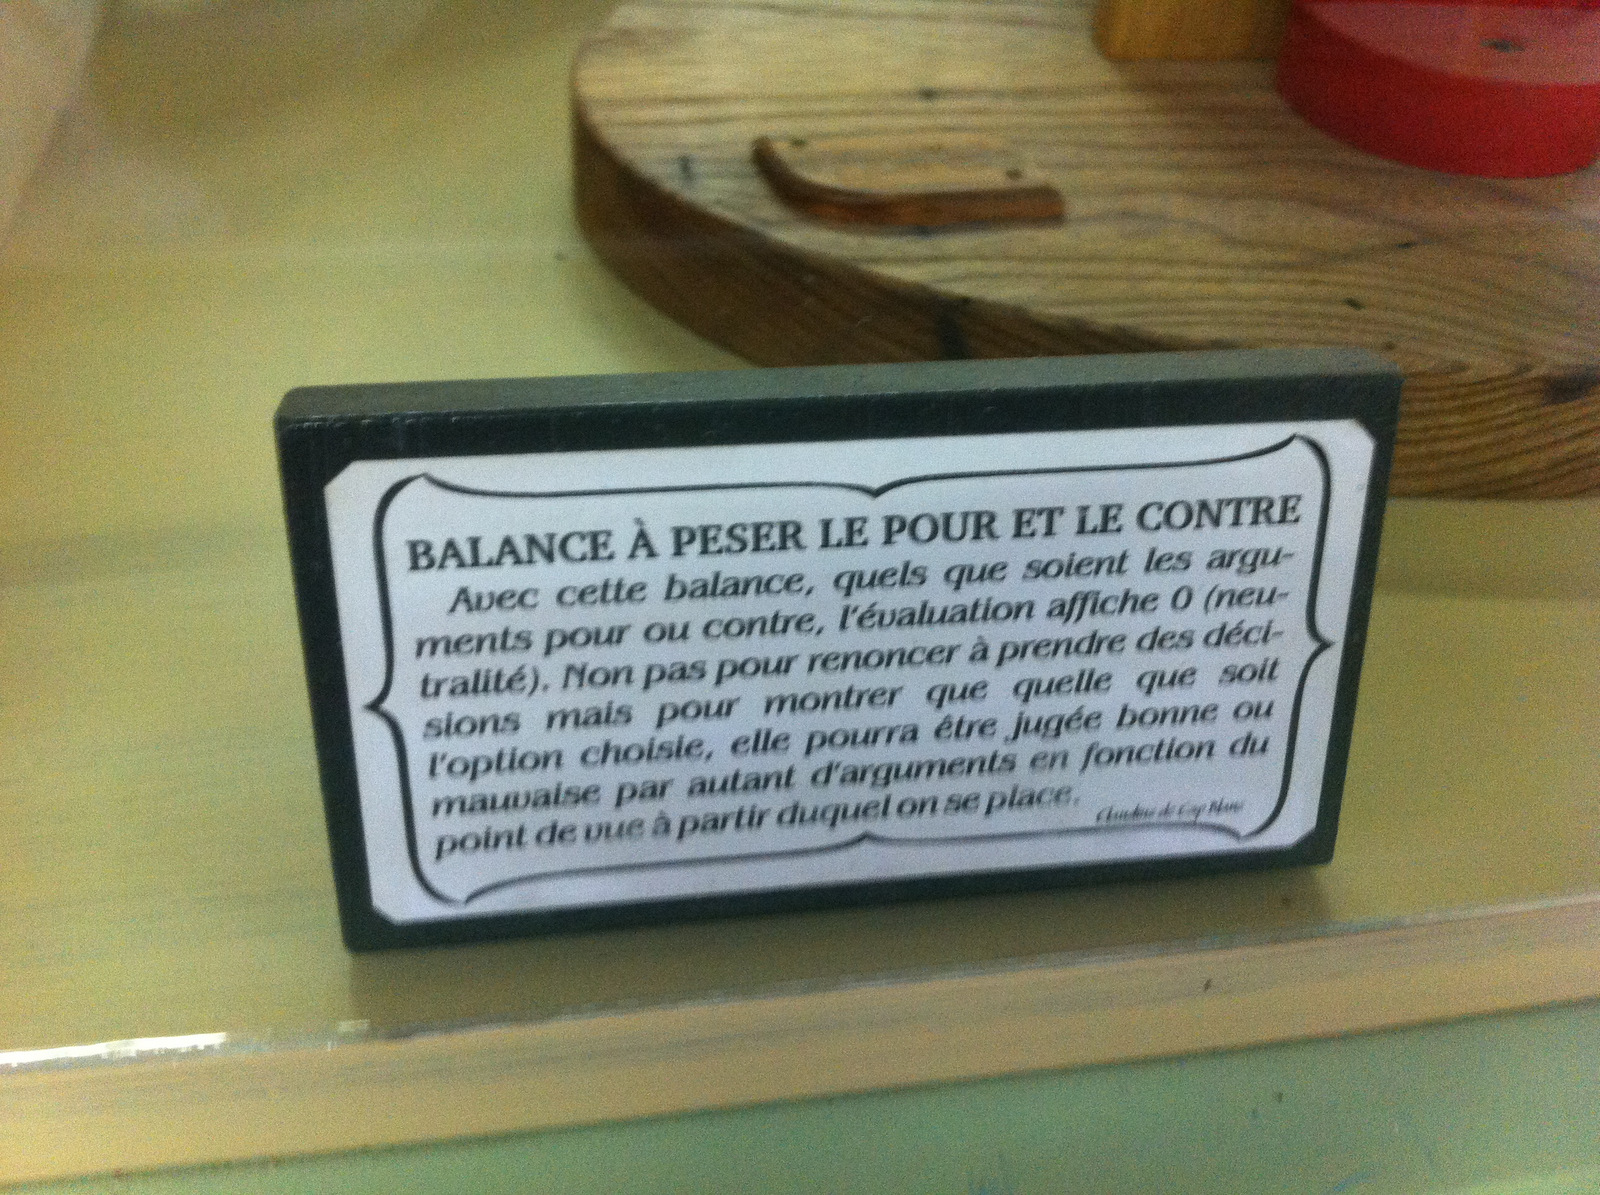 BALANCE À PESER LE POUR ET LE CONTRE
Avec cette balance, quels que soient les argu-
ments pour ou contre, l'évaluation affiche 0 (neu-
tralité). Non pas pour renoncer à prendre des déci-
sions mais pour montrer que quelle que soit
l'option choisie, elle pourra être jugée bonne ou
mauvaise par autant d'arguments en fonction du
point de vue à partir duquel on se place.
de Cap Blanc